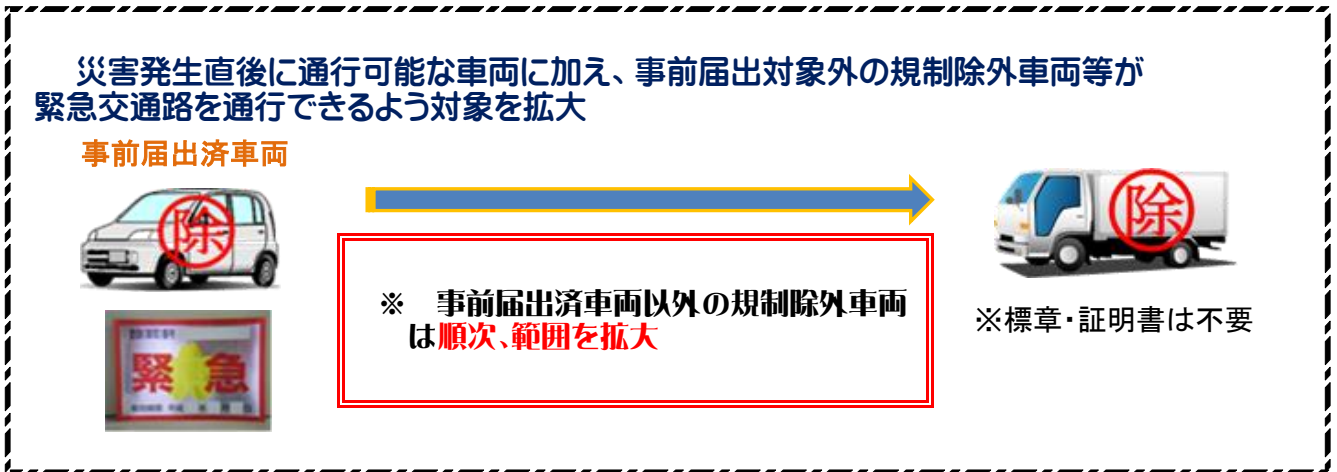 災害発生直後に通行可能な車両に加え、事前届出対象外の規制除外車両等が
緊急交通路を通行できるよう対象を拡大
事前届出済車両
除
除
緊急
※ 事前届出済車両以外の規制除外車両
は順次、範囲を拡大
※標章・証明書は不要